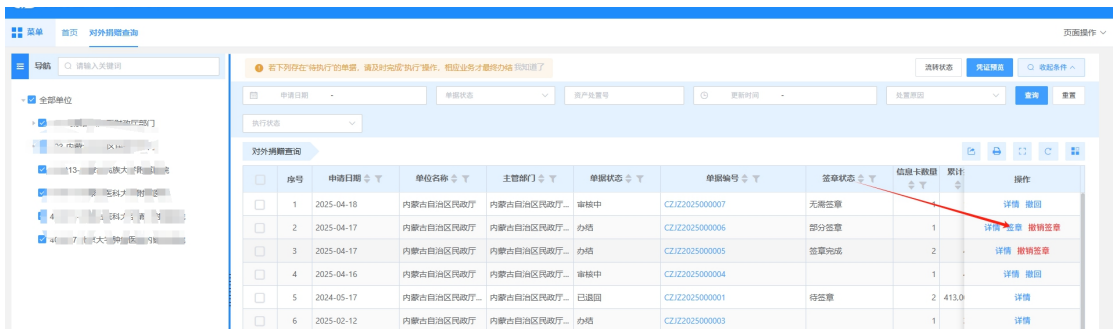 菜单 首页 对外捐赠查询 页面操作
导航 请输入关键词
若下列存在"待执行"的单据，请及时完成"执行"操作，相应业务才最终办结 我知道了 流转状态 凭证预览 收起条件
申请日期 - 单据状态 资产处置号 更新时间 - 处置原因 查询 重置
全部单位
执行状态
对外捐赠查询
序号 申请日期 单位名称 主管部门 单据状态 单据编号 签章状态 信息卡数量 累计 操作
1 2025-04-18 内蒙古自治区民政厅 内蒙古自治区民政厅... 审核中 CZJZ2025000007 无需签章 1 详情 撤回
2 2025-04-17 内蒙古自治区民政厅 内蒙古自治区民政厅... 办结 CZJZ2025000006 部分签章 1 详情 签章 撤销签章
3 2025-04-17 内蒙古自治区民政厅 内蒙古自治区民政厅... 办结 CZJZ2025000005 签章完成 2 详情 撤销签章
4 2025-04-16 内蒙古自治区民政厅 内蒙古自治区民政厅... 审核中 CZJZ2025000004 1 详情 撤回
5 2024-05-17 内蒙古自治区民政厅... 内蒙古自治区民政厅... 已退回 CZJZ2025000001 待签章 2 413,0 详情
6 2025-02-12 内蒙古自治区民政厅 内蒙古自治区民政厅... 办结 CZJZ2025000003 1 详情